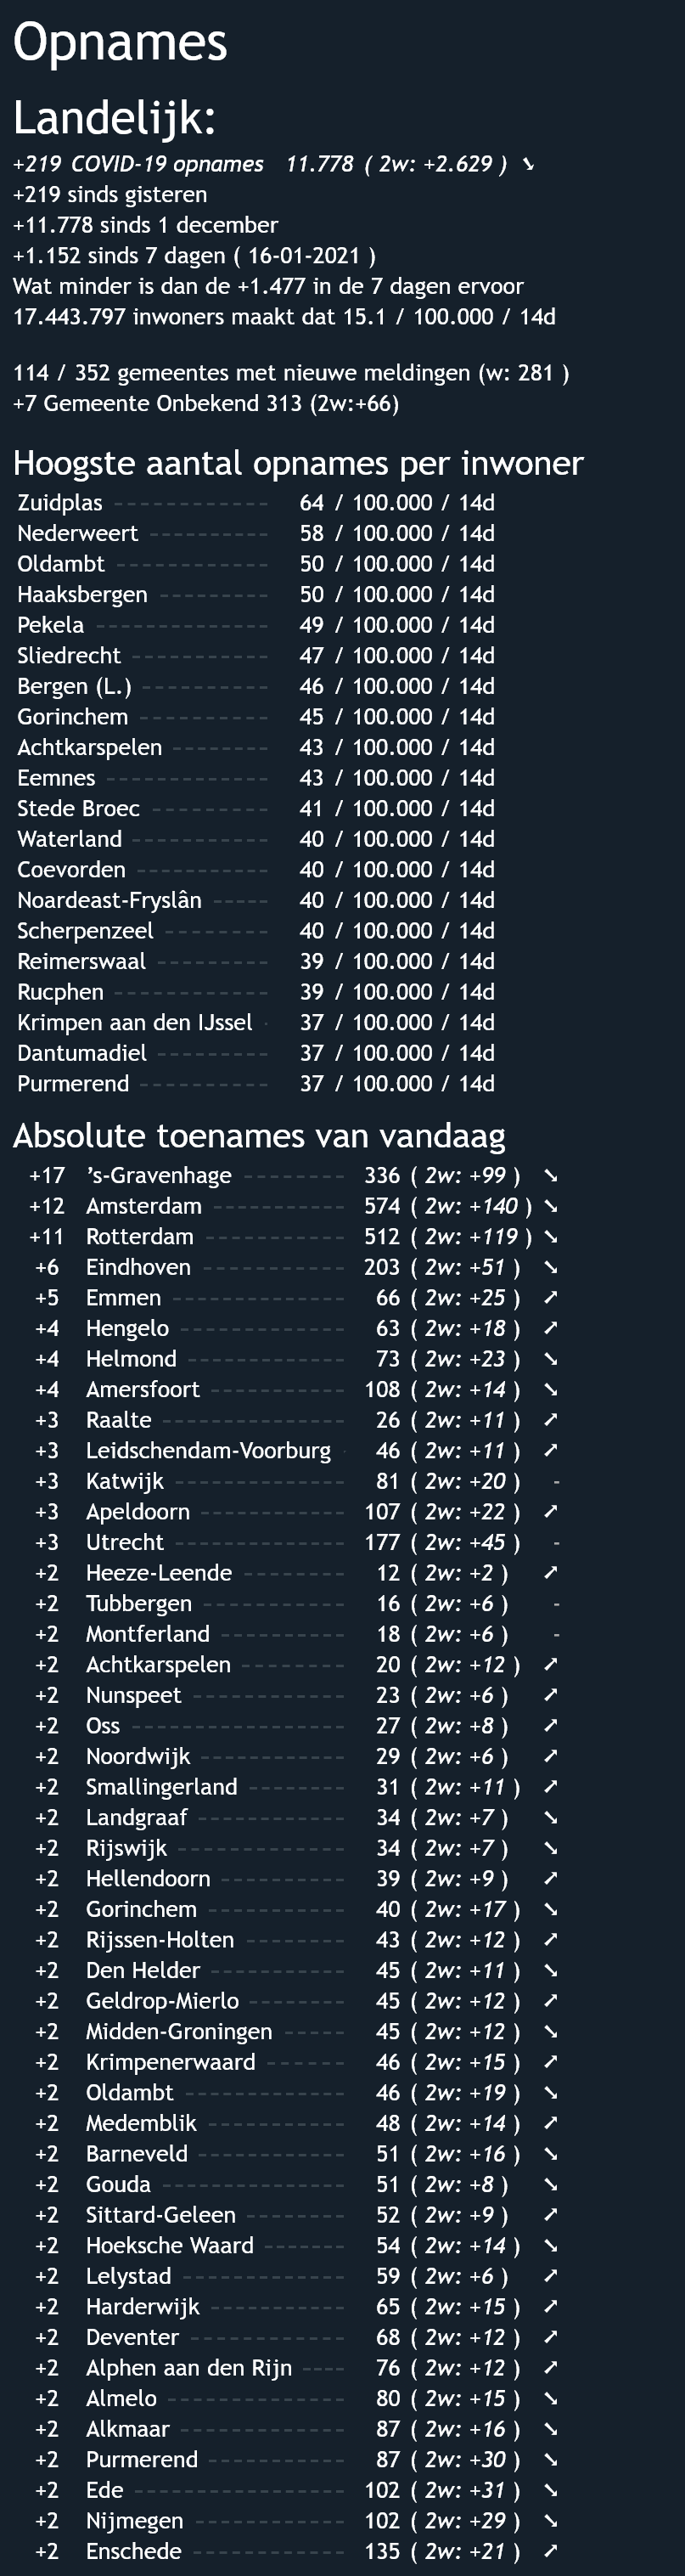 Opnames
Landelijk:
+219 COVID-19 opnames 11.778 ( 2w: +2.629 ) ➘
+219 sinds gisteren
+11.778 sinds 1 december
+1.152 sinds 7 dagen ( 16-01-2021 )
Wat minder is dan de +1.477 in de 7 dagen ervoor
17.443.797 inwoners maakt dat 15.1 / 100.000 / 14d
114 / 352 gemeentes met nieuwe meldingen (w: 281 )
+7 Gemeente Onbekend 313 (2w:+66)
Hoogste aantal opnames per inwoner
Zuidplas 64 / 100.000 / 14d
Nederweert 58 / 100.000 / 14d
Oldambt 50 / 100.000 / 14d
Haaksbergen 50 / 100.000 / 14d
Pekela 49 / 100.000 / 14d
Sliedrecht 47 / 100.000 / 14d
Bergen (L.) 46 / 100.000 / 14d
Gorinchem 45 / 100.000 / 14d
Achtkarspelen 43 / 100.000 / 14d
Eemnes 43 / 100.000 / 14d
Stede Broec 41 / 100.000 / 14d
Waterland 40 / 100.000 / 14d
Coevorden 40 / 100.000 / 14d
Noardeast-Fryslân 40 / 100.000 / 14d
Scherpenzeel 40 / 100.000 / 14d
Reimerswaal 39 / 100.000 / 14d
Rucphen 39 / 100.000 / 14d
Krimpen aan den IJssel 37 / 100.000 / 14d
Dantumadiel 37 / 100.000 / 14d
Purmerend 37 / 100.000 / 14d
Absolute toenames van vandaag
+17 ’s-Gravenhage 336 ( 2w: +99 ) ➘
+12 Amsterdam 574 ( 2w: +140 ) ➘
+11 Rotterdam 512 ( 2w: +119 ) ➘
+6 Eindhoven 203 ( 2w: +51 ) ➘
+5 Emmen 66 ( 2w: +25 ) ➚
+4 Hengelo 63 ( 2w: +18 ) ➚
+4 Helmond 73 ( 2w: +23 ) ➘
+4 Amersfoort 108 ( 2w: +14 ) ➘
+3 Raalte 26 ( 2w: +11 ) ➚
+3 Leidschendam-Voorburg 46 ( 2w: +11 ) ➚
+3 Katwijk 81 ( 2w: +20 ) -
+3 Apeldoorn 107 ( 2w: +22 ) ➚
+3 Utrecht 177 ( 2w: +45 ) -
+2 Heeze-Leende 12 ( 2w: +2 ) ➚
+2 Tubbergen 16 ( 2w: +6 ) -
+2 Montferland 18 ( 2w: +6 ) -
+2 Achtkarspelen 20 ( 2w: +12 ) ➚
+2 Nunspeet 23 ( 2w: +6 ) ➚
+2 Oss 27 ( 2w: +8 ) ➚
+2 Noordwijk 29 ( 2w: +6 ) ➚
+2 Smallingerland 31 ( 2w: +11 ) ➚
+2 Landgraaf 34 ( 2w: +7 ) ➘
+2 Rijswijk 34 ( 2w: +7 ) ➘
+2 Hellendoorn 39 ( 2w: +9 ) ➚
+2 Gorinchem 40 ( 2w: +17 ) ➘
+2 Rijssen-Holten 43 ( 2w: +12 ) ➚
+2 Den Helder 45 ( 2w: +11 ) ➘
+2 Geldrop-Mierlo 45 ( 2w: +12 ) ➚
+2 Midden-Groningen 45 ( 2w: +12 ) ➘
+2 Krimpenerwaard 46 ( 2w: +15 ) ➚
+2 Oldambt 46 ( 2w: +19 ) ➘
+2 Medemblik 48 ( 2w: +14 ) ➚
+2 Barneveld 51 ( 2w: +16 ) ➘
+2 Gouda 51 ( 2w: +8 ) ➘
+2 Sittard-Geleen 52 ( 2w: +9 ) ➚
+2 Hoeksche Waard 54 ( 2w: +14 ) ➘
+2 Lelystad 59 ( 2w: +6 ) ➚
+2 Harderwijk 65 ( 2w: +15 ) ➚
+2 Deventer 68 ( 2w: +12 ) ➚
+2 Alphen aan den Rijn 76 ( 2w: +12 ) ➚
+2 Almelo 80 ( 2w: +15 ) ➘
+2 Alkmaar 87 ( 2w: +16 ) ➘
+2 Purmerend 87 ( 2w: +30 ) ➘
+2 Ede 102 ( 2w: +31 ) ➘
+2 Nijmegen 102 ( 2w: +29 ) ➘
+2 Enschede 135 ( 2w: +21 ) ➚